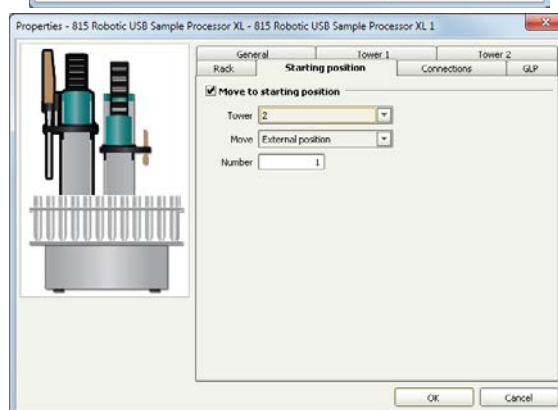 Properties - 815 Robotic USB Sample Processor XL - 815 Robotic USB Sample Processor XL 1
General Tower 1 Tower 2
Rack Starting position Connections GLP
Move to starting position
Tower 2
Move External position
Number 1
OK Cancel